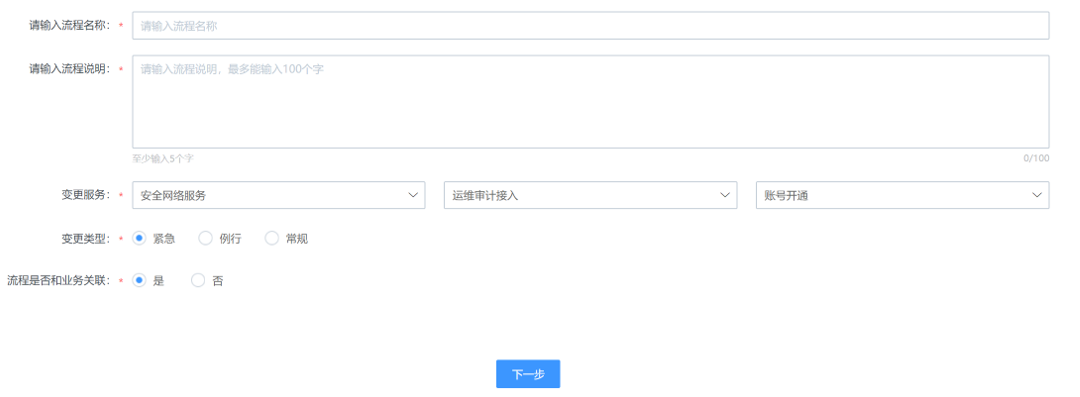 请输入流程名称： * 请输入流程名称
请输入流程说明： * 请输入流程说明，最多能输入100个字
至少输入5个字 0/100
变更服务： * 安全网络服务 运维审计接入 账号开通
变更类型： * 紧急 例行 常规
流程是否和业务关联： * 是 否
下一步